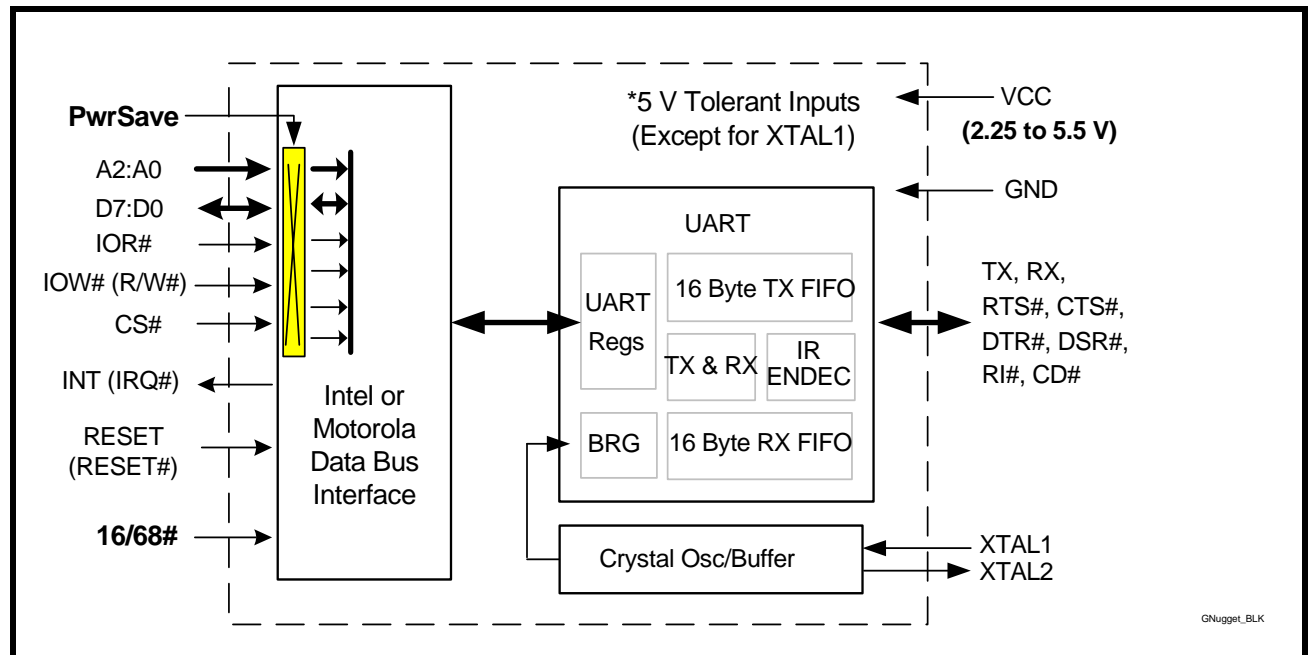 PwrSave
A2:A0
D7:D0
IOR#
IOW# (R/W#)
CS#
INT (IRQ#)
RESET
(RESET#)
16/68#
Intel or
Motorola
Data Bus
Interface
*5 V Tolerant Inputs
(Except for XTAL1)
UART
UART
Regs
16 Byte TX FIFO
TX & RX
IR
ENDEC
BRG
16 Byte RX FIFO
Crystal Osc/Buffer
VCC
(2.25 to 5.5 V)
GND
TX, RX,
RTS#, CTS#,
DTR#, DSR#,
RI#, CD#
XTAL1
XTAL2
GNugget_BLK